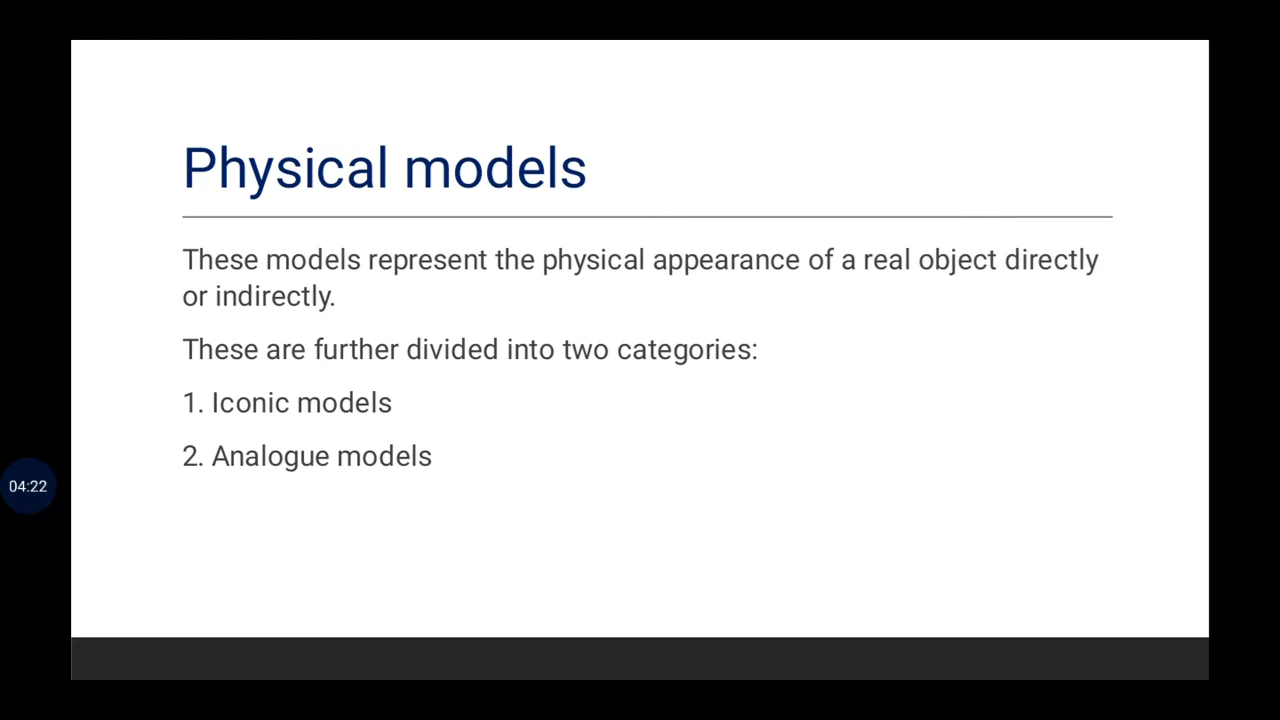 Physical models
These models represent the physical appearance of a real object directly
or indirectly.
These are further divided into two categories:
1. Iconic models
2. Analogue models
04:22